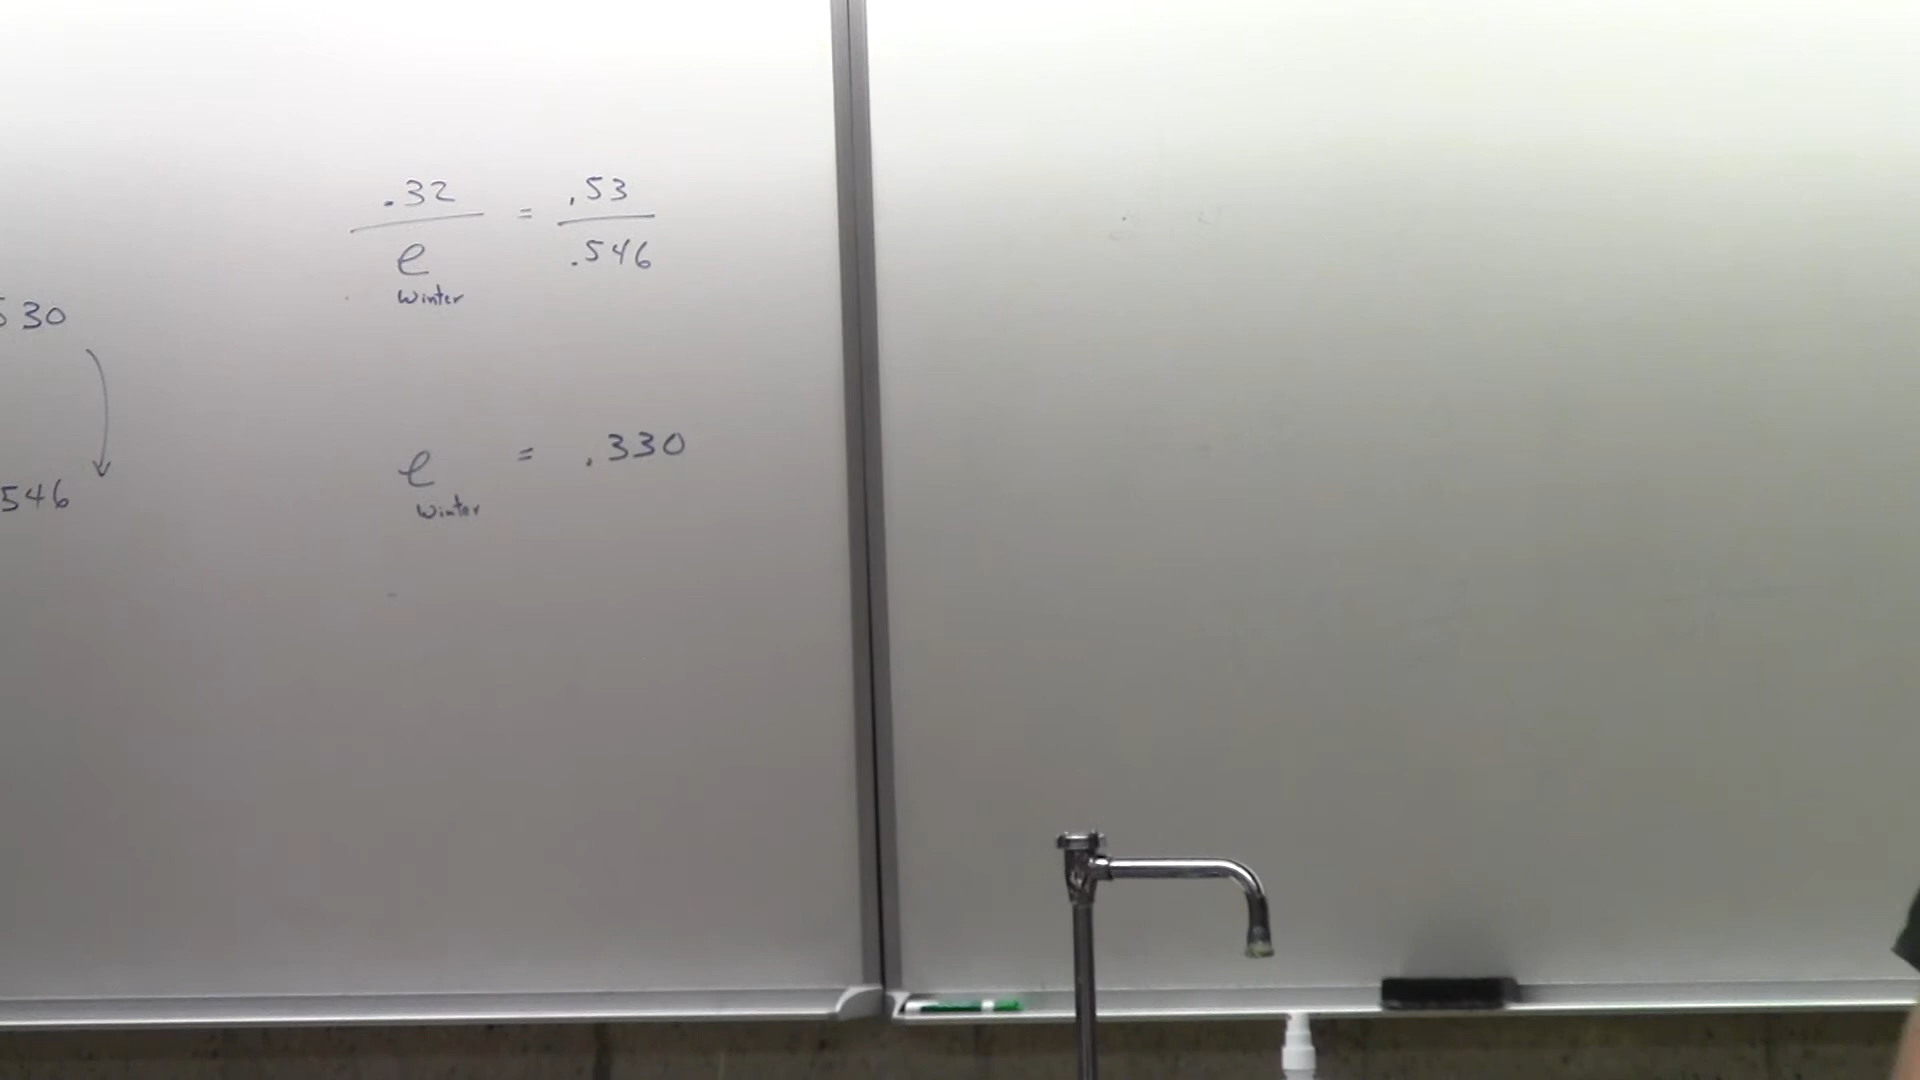 .32 = .53
e winter .546
530
e winter = .330
546